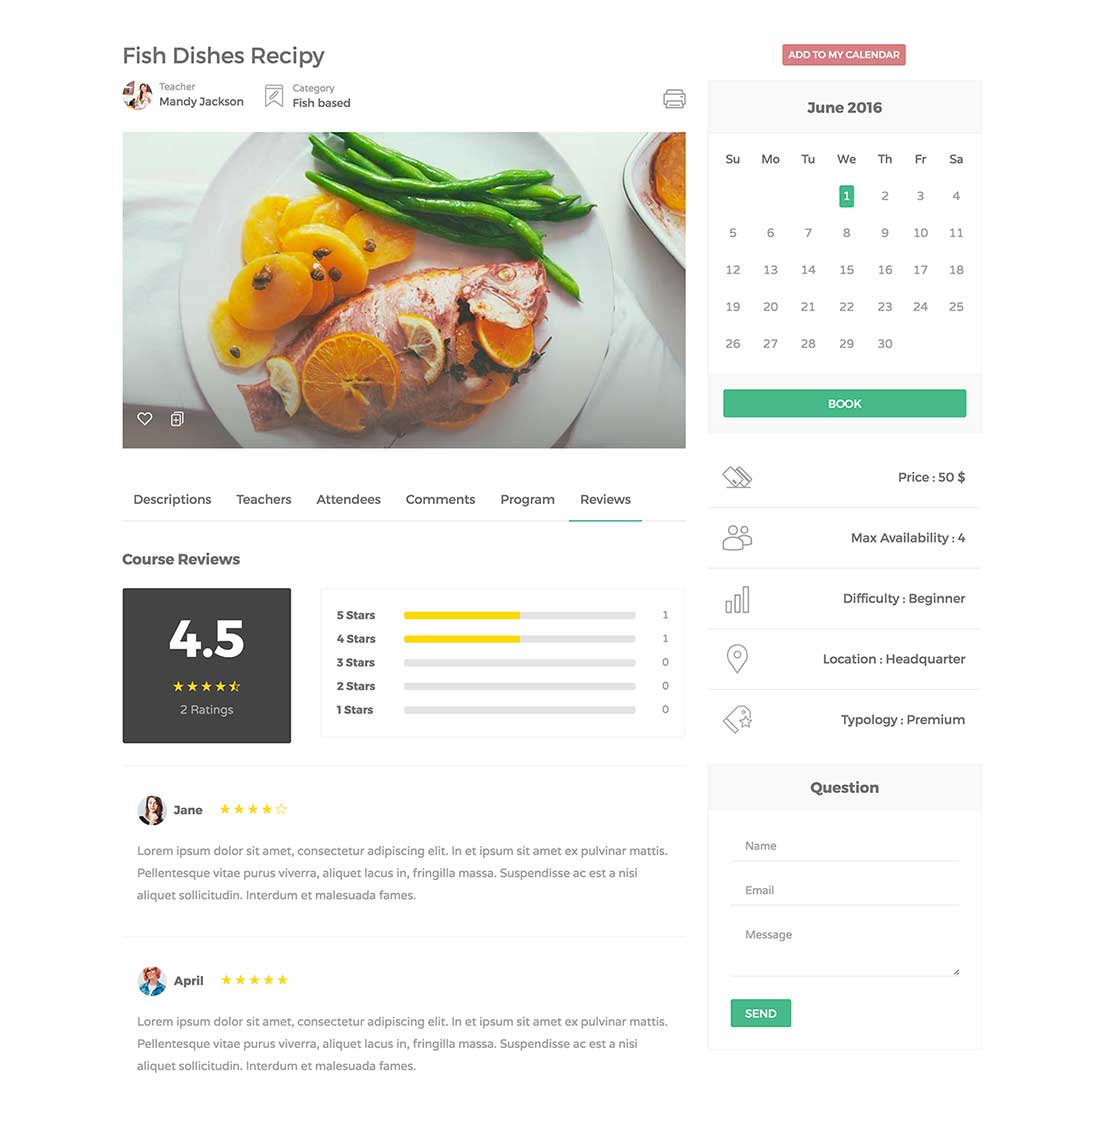 Fish Dishes Recipy
Teacher
Mandy Jackson
Category
Fish based
Descriptions Teachers Attendees Comments Program Reviews
Course Reviews
4.5
2 Ratings
5 Stars 1
4 Stars 1
3 Stars 0
2 Stars 0
1 Stars 0
Jane
Lorem ipsum dolor sit amet, consectetur adipiscing elit. In et ipsum sit amet ex pulvinar mattis.
Pellentesque vitae purus viverra, aliquet lacus in, fringilla massa. Suspendisse ac est a nisi
aliquet sollicitudin. Interdum et malesuada fames.
April
Lorem ipsum dolor sit amet, consectetur adipiscing elit. In et ipsum sit amet ex pulvinar mattis.
Pellentesque vitae purus viverra, aliquet lacus in, fringilla massa. Suspendisse ac est a nisi
aliquet sollicitudin. Interdum et malesuada fames.
ADD TO MY CALENDAR
June 2016
Su Mo Tu We Th Fr Sa
1 2 3 4
5 6 7 8 9 10 11
12 13 14 15 16 17 18
19 20 21 22 23 24 25
26 27 28 29 30
BOOK
Price : 50 $
Max Availability : 4
Difficulty : Beginner
Location : Headquarter
Typology : Premium
Question
Name
Email
Message
SEND